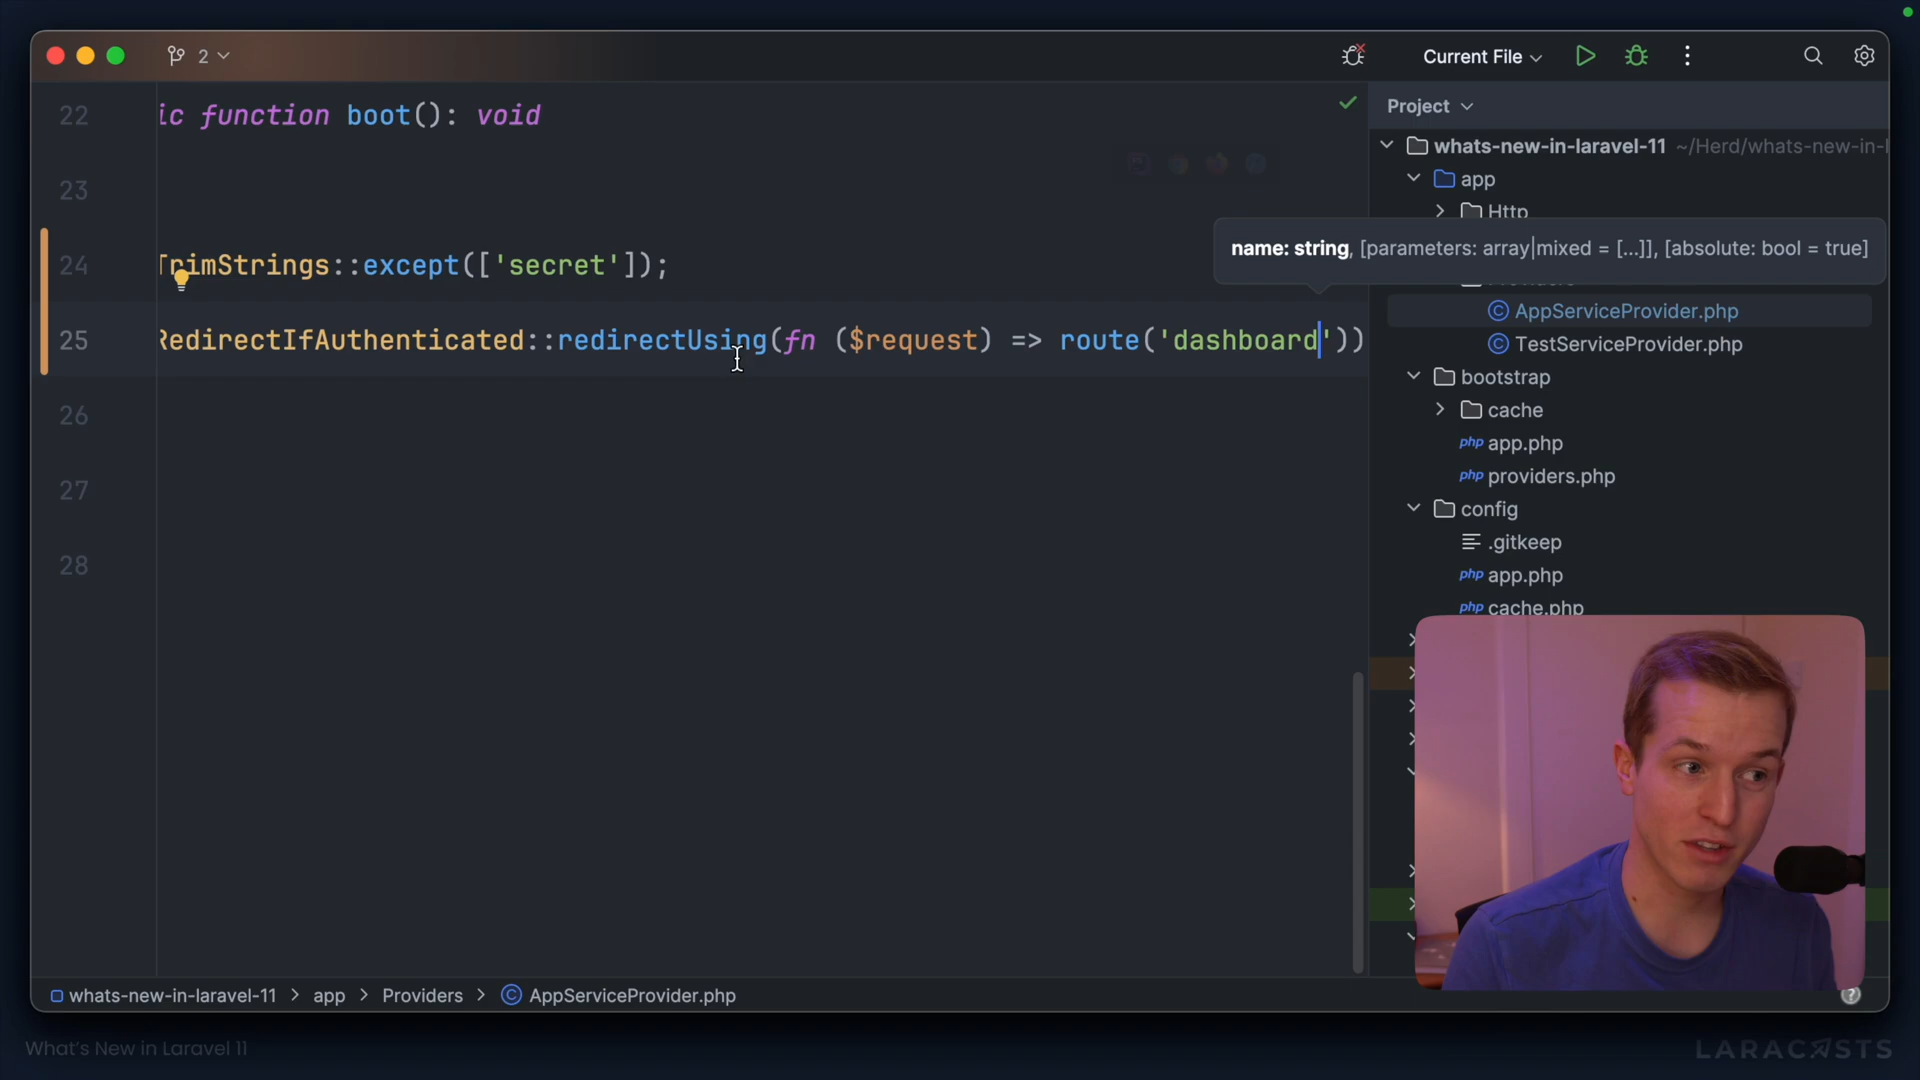 2
Current File
22 ic function boot(): void
23
24 TrimStrings::except(['secret']);
25 RedirectIfAuthenticated::redirectUsing(fn ($request) => route('dashboard'))
26
27
28
name: string, [parameters: array|mixed = [...]], [absolute: bool = true]
Project
whats-new-in-laravel-11 ~/Herd/whats-new-in-l
app
Http
Providers
AppServiceProvider.php
TestServiceProvider.php
bootstrap
cache
php app.php
php providers.php
config
.gitkeep
php app.php
php cache.php
whats-new-in-laravel-11 > app > Providers > AppServiceProvider.php
?
What's New in Laravel 11
LARACASTS